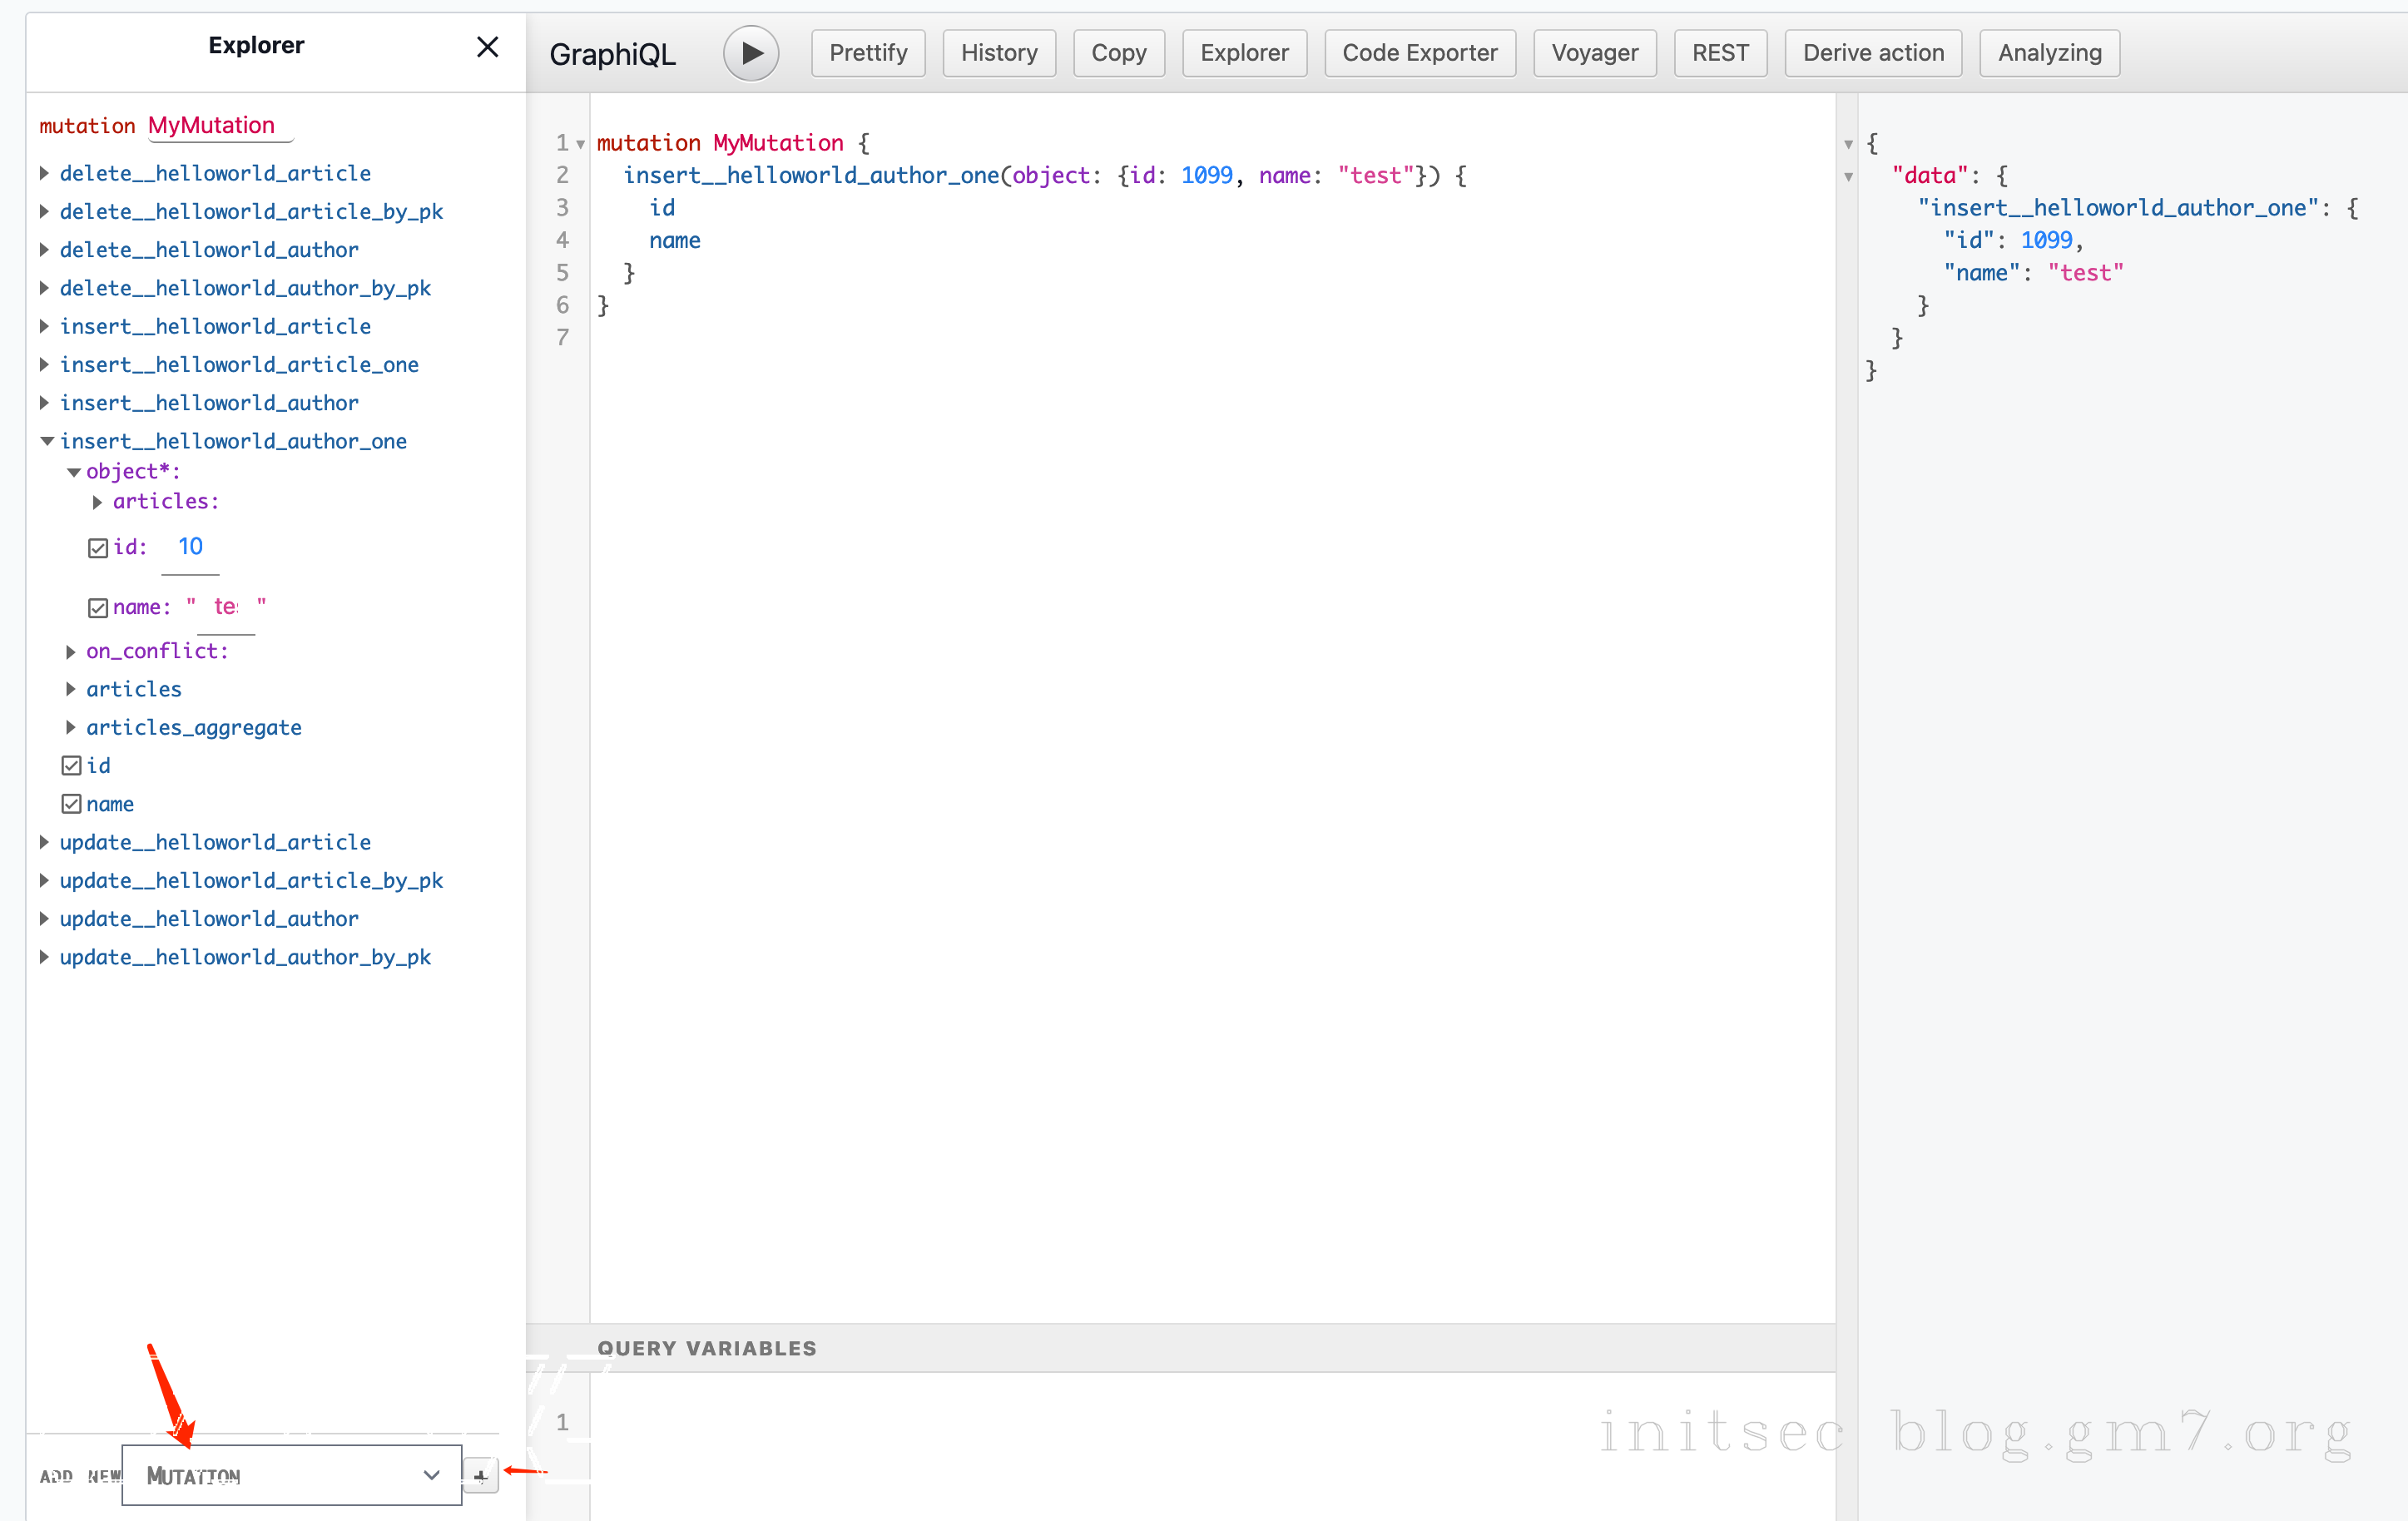 Explorer
GraphiQL Prettify History Copy Explorer Code Exporter Voyager REST Derive action Analyzing
mutation MyMutation
delete__helloworld_article
delete__helloworld_article_by_pk
delete__helloworld_author
delete__helloworld_author_by_pk
insert__helloworld_article
insert__helloworld_article_one
insert__helloworld_author
insert__helloworld_author_one
object*:
articles:
id: 10
name: " tes "
on_conflict:
articles
articles_aggregate
id
name
update__helloworld_article
update__helloworld_article_by_pk
update__helloworld_author
update__helloworld_author_by_pk
ADD NEW MUTATION +
1 mutation MyMutation {
2 insert__helloworld_author_one(object: {id: 1099, name: "test"}) {
3 id
4 name
5 }
6 }
7
QUERY VARIABLES
1
{
"data": {
"insert__helloworld_author_one": {
"id": 1099,
"name": "test"
}
}
}
initsec blog.gm7.org